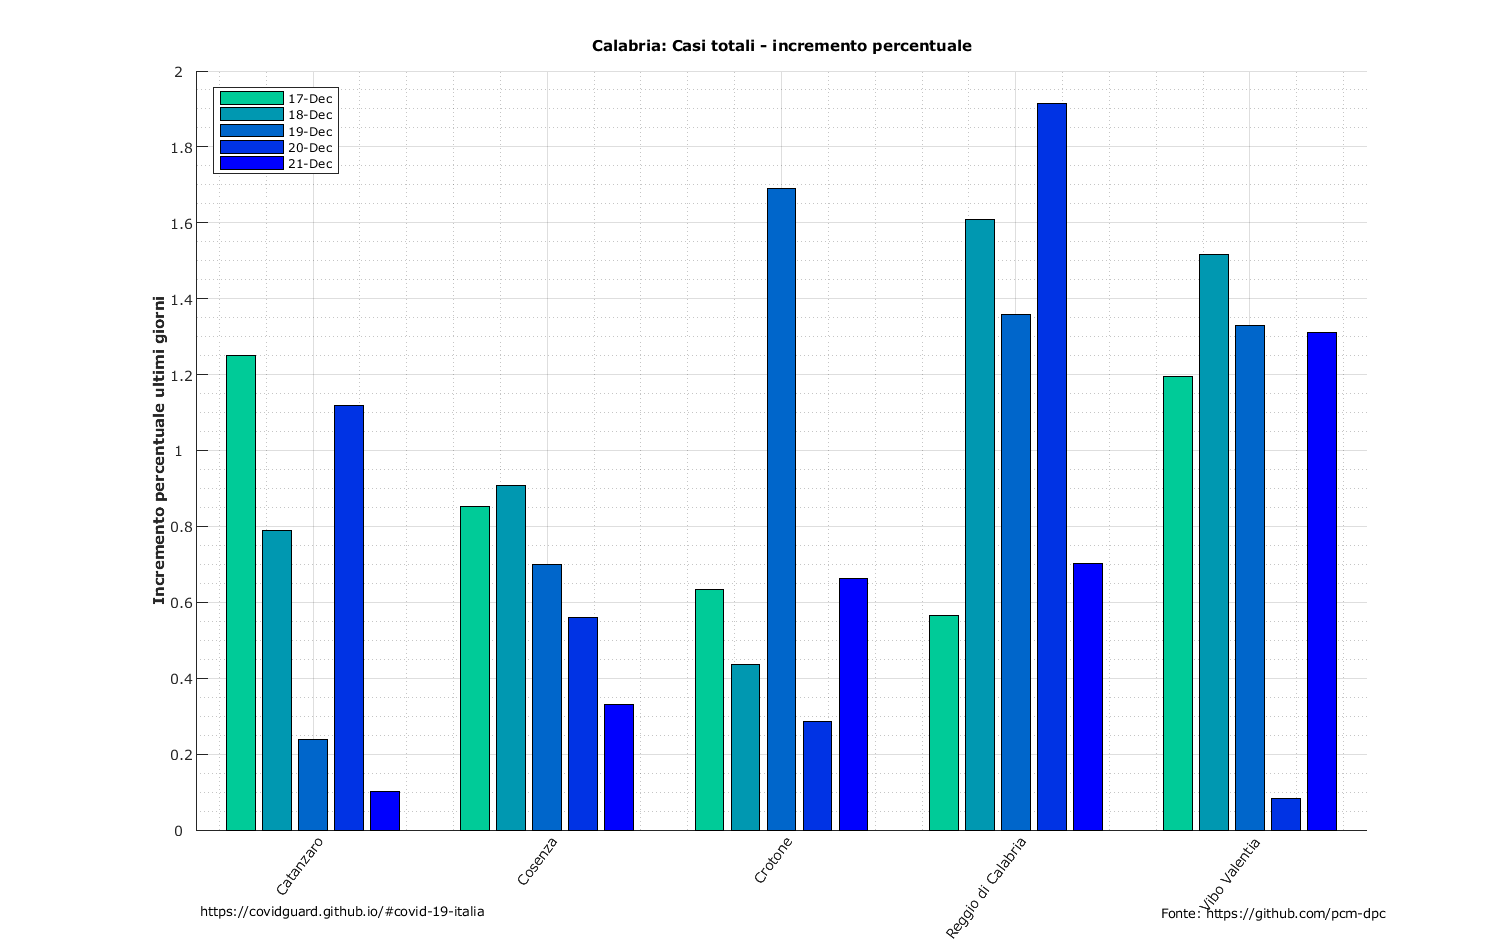 Calabria: Casi totali - incremento percentuale
2
1.8
1.6
1.4
1.2
1
0.8
0.6
0.4
0.2
0
Incremento percentuale ultimi giorni
17-Dec
18-Dec
19-Dec
20-Dec
21-Dec
Catanzaro
Cosenza
Crotone
Reggio di Calabria
Vibo Valentia
https://covidguard.github.io/#covid-19-italia
Fonte: https://github.com/pcm-dpc